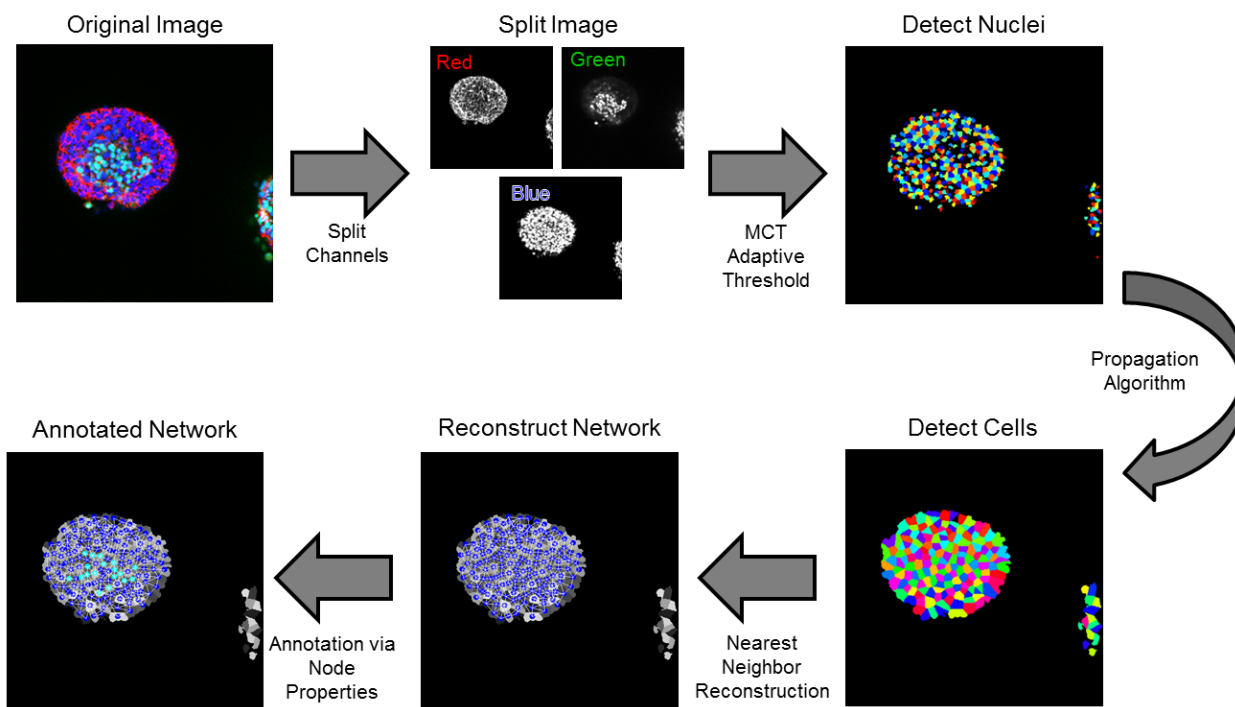 Original Image
Split Image
Detect Nuclei
Red
Green
Blue
Split
Channels
MCT
Adaptive
Threshold
Propagation
Algorithm
Annotated Network
Reconstruct Network
Detect Cells
Annotation via
Node
Properties
Nearest
Neighbor
Reconstruction